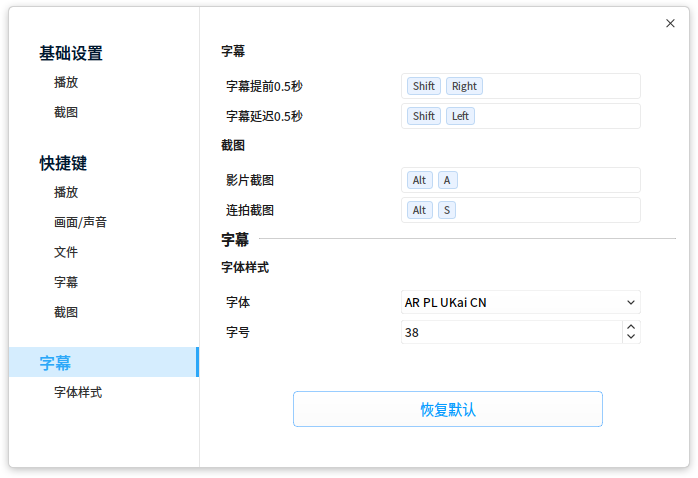 基础设置
播放
截图
快捷键
播放
画面/声音
文件
字幕
截图
字幕
字体样式
字幕
字幕提前0.5秒 Shift Right
字幕延迟0.5秒 Shift Left
截图
影片截图 Alt A
连拍截图 Alt S
字幕
字体样式
字体 AR PL UKai CN
字号 38
恢复默认